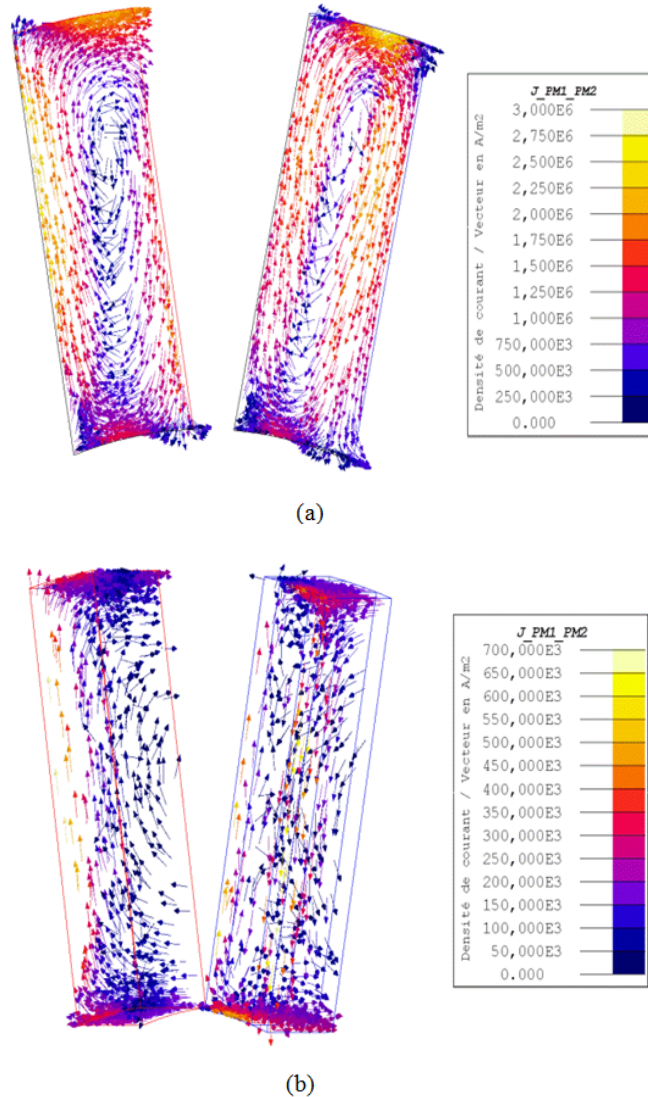 J_PM1_PM2
Densité de courant / Vecteur en A/m2
3,000E6
2,750E6
2,500E6
2,250E6
2,000E6
1,750E6
1,500E6
1,250E6
1,000E6
750,000E3
500,000E3
250,000E3
0.000
(a)
J_PM1_PM2
Densité de courant / Vecteur en A/m2
700,000E3
650,000E3
550,000E3
500,000E3
450,000E3
400,000E3
350,000E3
300,000E3
250,000E3
200,000E3
150,000E3
100,000E3
50,000E3
0.000
(b)